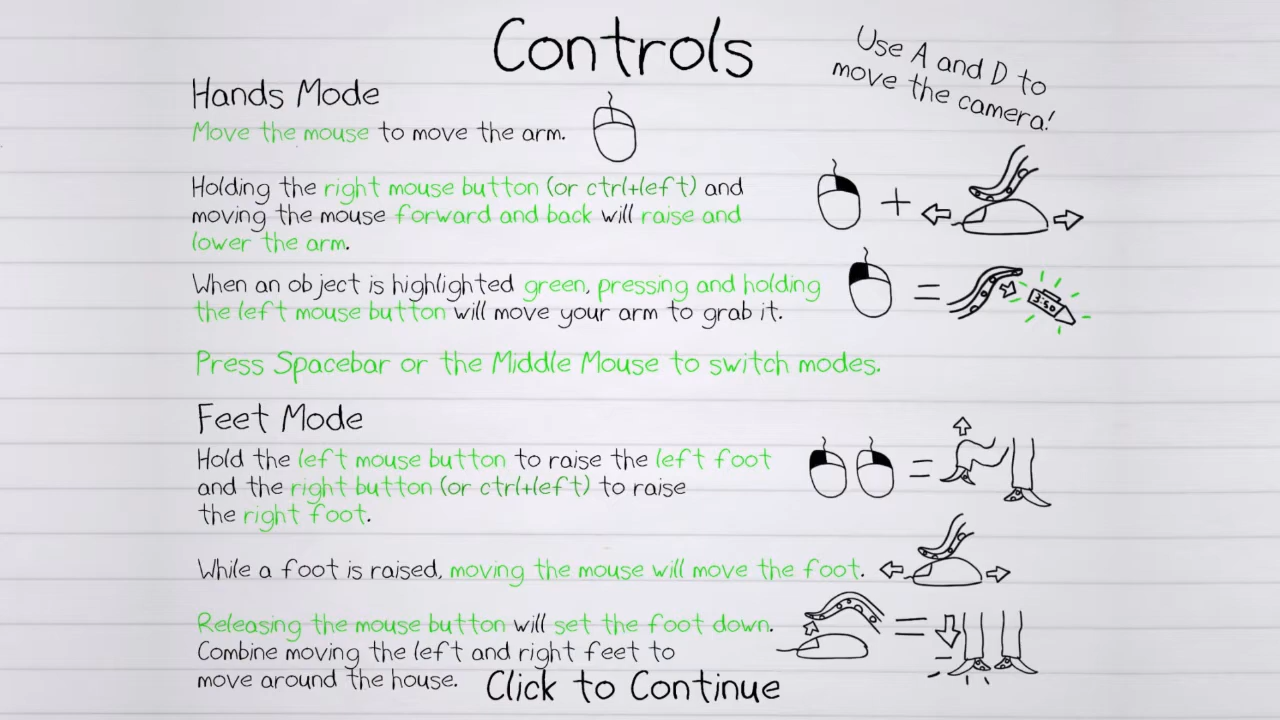 Controls
Use A and D to
move the camera!
Hands Mode
Move the mouse to move the arm.
Holding the right mouse button (or ctrl+left) and
moving the mouse forward and back will raise and
lower the arm.
When an object is highlighted green, pressing and holding
the left mouse button will move your arm to grab it.
3:50
Press Spacebar or the Middle Mouse to switch modes.
Feet Mode
Hold the left mouse button to raise the left foot
and the right button (or ctrl+left) to raise
the right foot.
While a foot is raised, moving the mouse will move the foot.
Releasing the mouse button will set the foot down.
Combine moving the left and right feet to
move around the house.
Click to Continue